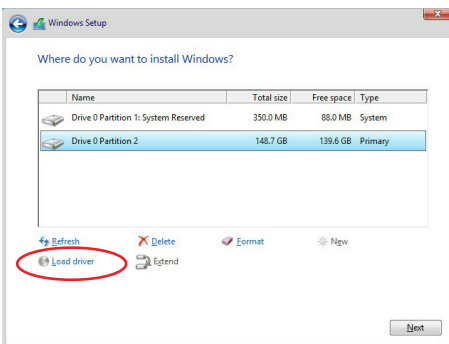 Windows Setup
Where do you want to install Windows?
Name Total size Free space Type
Drive 0 Partition 1: System Reserved 350.0 MB 88.0 MB System
Drive 0 Partition 2 148.7 GB 139.6 GB Primary
Refresh Delete Format New
Load driver Extend
Next